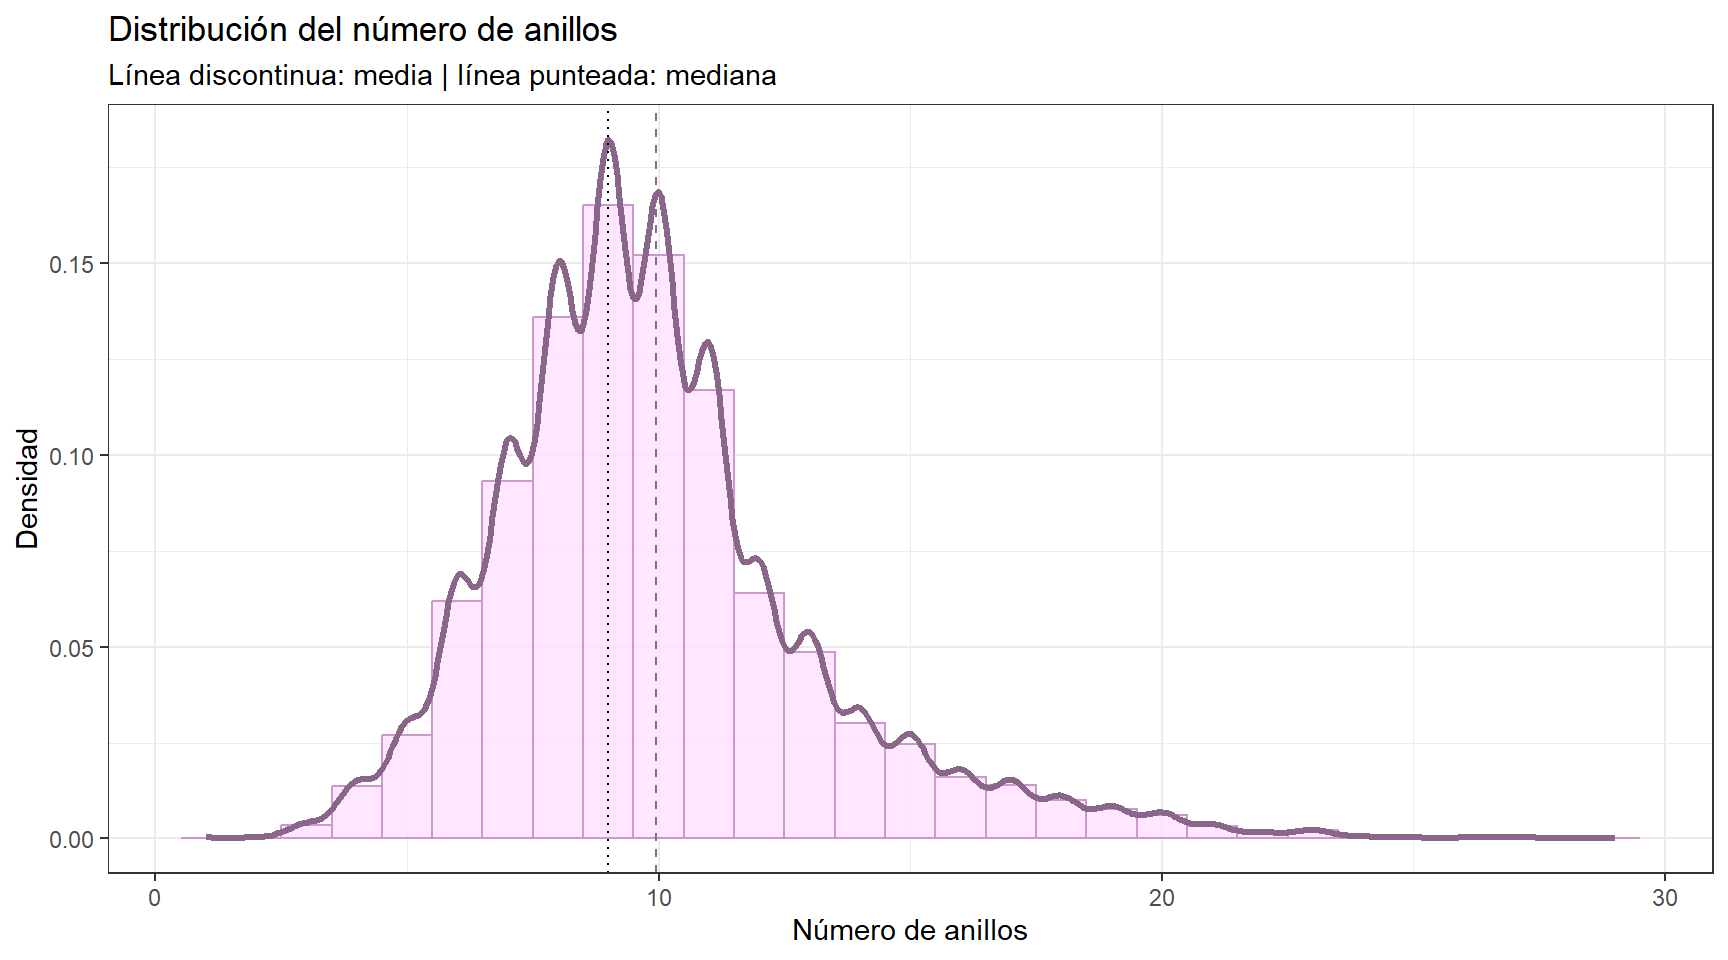 Distribución del número de anillos
Línea discontinua: media | línea punteada: mediana
Densidad
0.15
0.10
0.05
0.00
0
10
20
30
Número de anillos